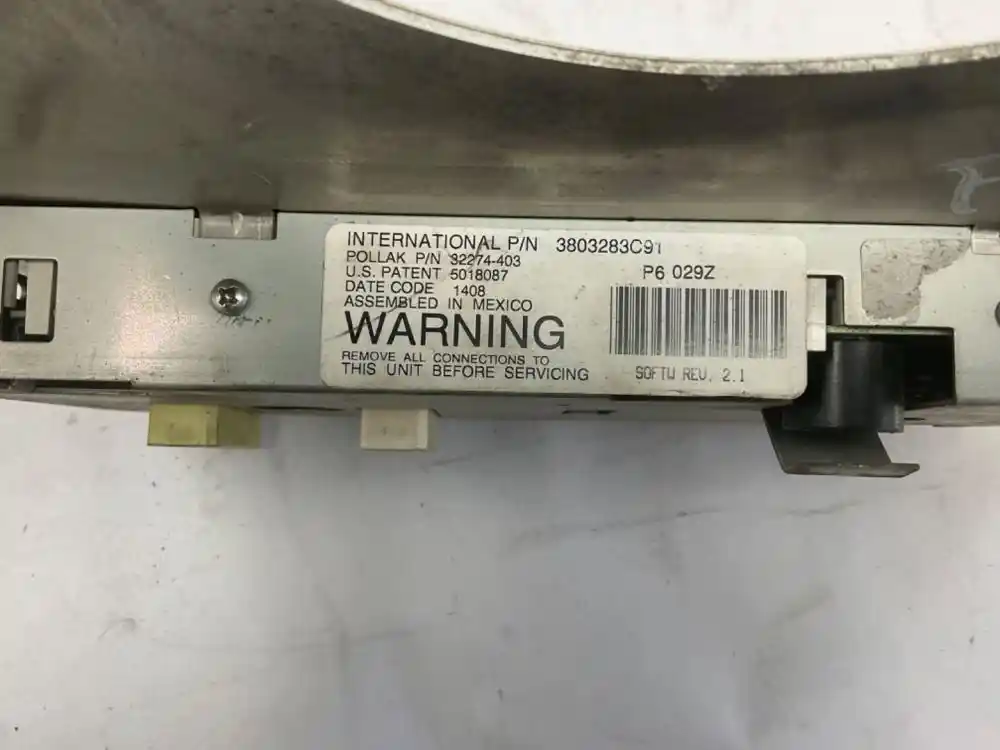 INTERNATIONAL P/N 3803283C91
POLLAK P/N 32274-403
U.S. PATENT 5018087
DATE CODE 1408
ASSEMBLED IN MEXICO
WARNING
REMOVE ALL CONNECTIONS TO
THIS UNIT BEFORE SERVICING
P6 029Z
SOFTW REV. 2.1